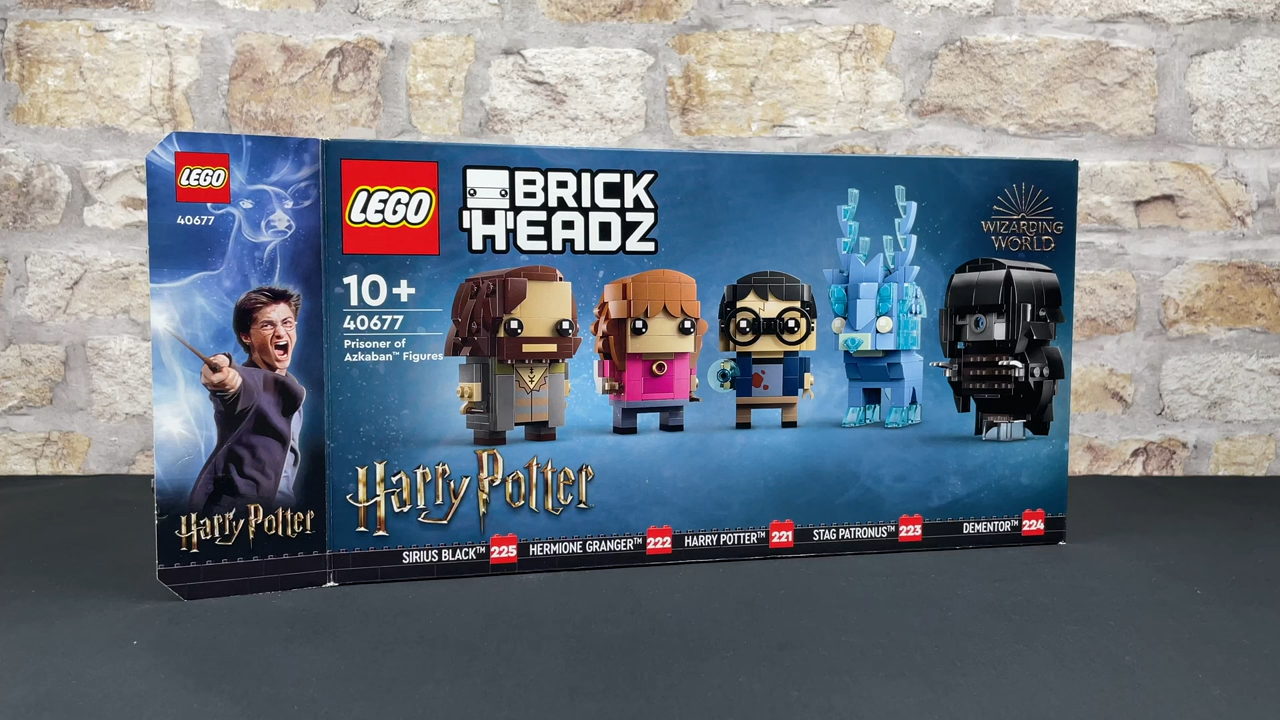 LEGO
40677
Harry Potter
LEGO
BRICK
HEADZ
10+
40677
Prisoner of
Azkaban™ Figures
WIZARDING
WORLD
Harry Potter
SIRIUS BLACK™ 225 HERMIONE GRANGER™ 222 HARRY POTTER™ 221 STAG PATRONUS™ 223 DEMENTOR™ 224